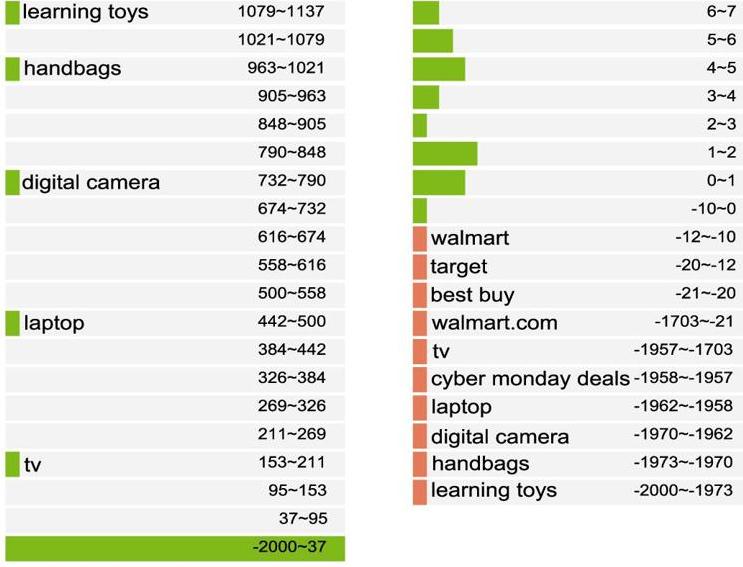 learning toys 1079~1137
1021~1079
handbags 963~1021
905~963
848~905
790~848
digital camera 732~790
674~732
616~674
558~616
500~558
laptop 442~500
384~442
326~384
269~326
211~269
tv 153~211
95~153
37~95
-2000~37
6~7
5~6
4~5
3~4
2~3
1~2
0~1
-10~0
walmart -12~-10
target -20~-12
best buy -21~-20
walmart.com -1703~-21
tv -1957~-1703
cyber monday deals -1958~-1957
laptop -1962~-1958
digital camera -1970~-1962
handbags -1973~-1970
learning toys -2000~-1973